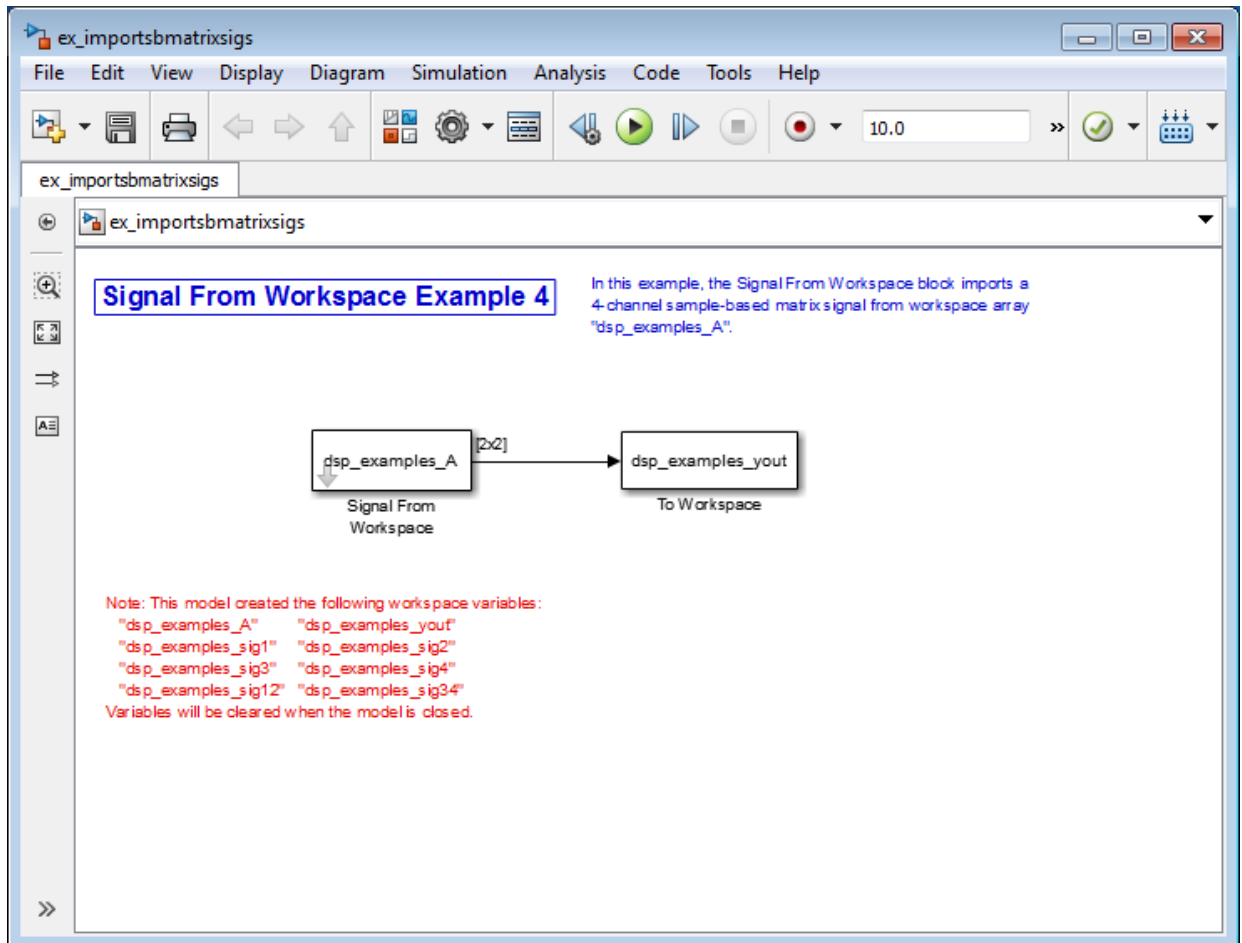 ex_importsbmatrixsigs
File Edit View Display Diagram Simulation Analysis Code Tools Help
10.0 »
ex_importsbmatrixsigs
ex_importsbmatrixsigs
Signal From Workspace Example 4
In this example, the Signal From Workspace block imports a
4-channel sample-based matrix signal from workspace array
"dsp_examples_A".
dsp_examples_A
[2x2]
dsp_examples_yout
Signal From
Workspace
To Workspace
Note: This model created the following workspace variables:
"dsp_examples_A" "dsp_examples_yout"
"dsp_examples_sig1" "dsp_examples_sig2"
"dsp_examples_sig3" "dsp_examples_sig4"
"dsp_examples_sig12" "dsp_examples_sig34"
Variables will be cleared when the model is closed.